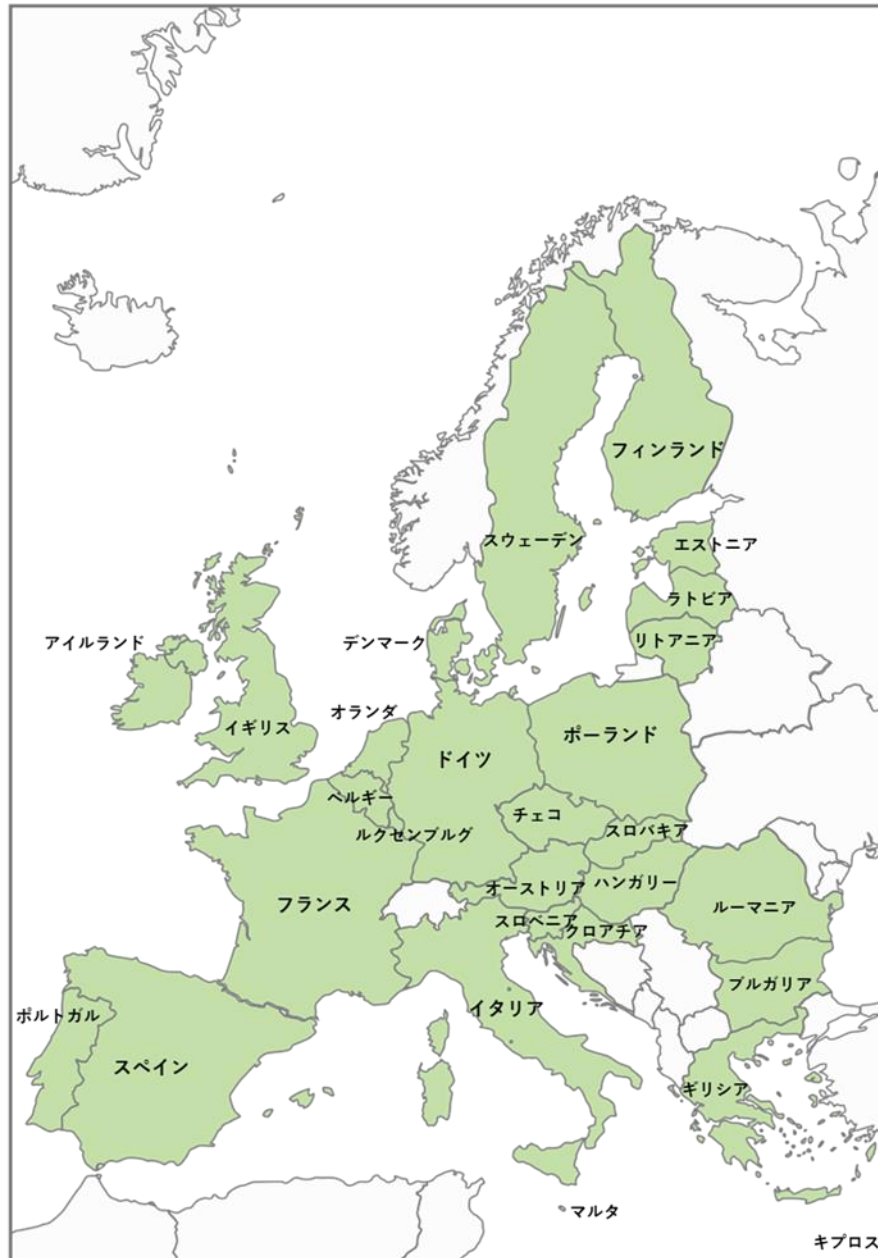 フィンランド
スウェーデン
エストニア
ラトビア
リトアニア
アイルランド
デンマーク
オランダ
イギリス
ポーランド
ドイツ
ベルギー
チェコ
ルクセンブルグ
スロバキア
オーストリア
ハンガリー
フランス
ルーマニア
スロベニア
クロアチア
ブルガリア
イタリア
ポルトガル
スペイン
ギリシア
マルタ
キプロス